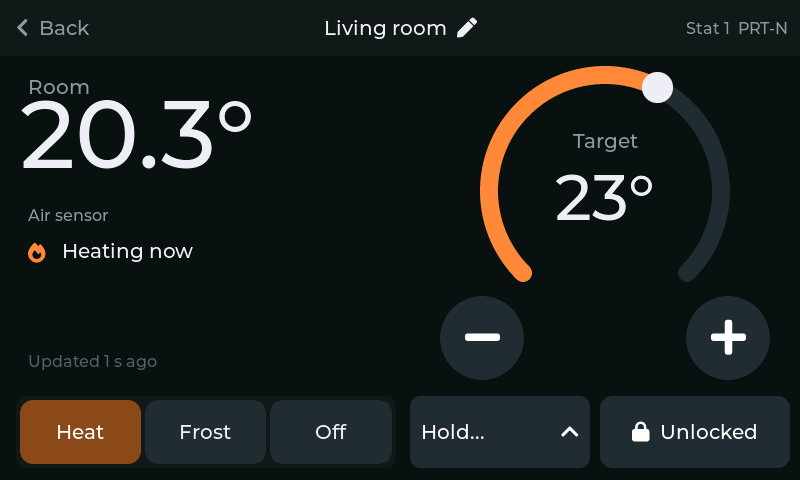 Back
Living room
Stat 1 PRT-N
Room
20.3°
Air sensor
Heating now
Updated 1 s ago
Target
23°
Heat
Frost
Off
Hold...
Unlocked